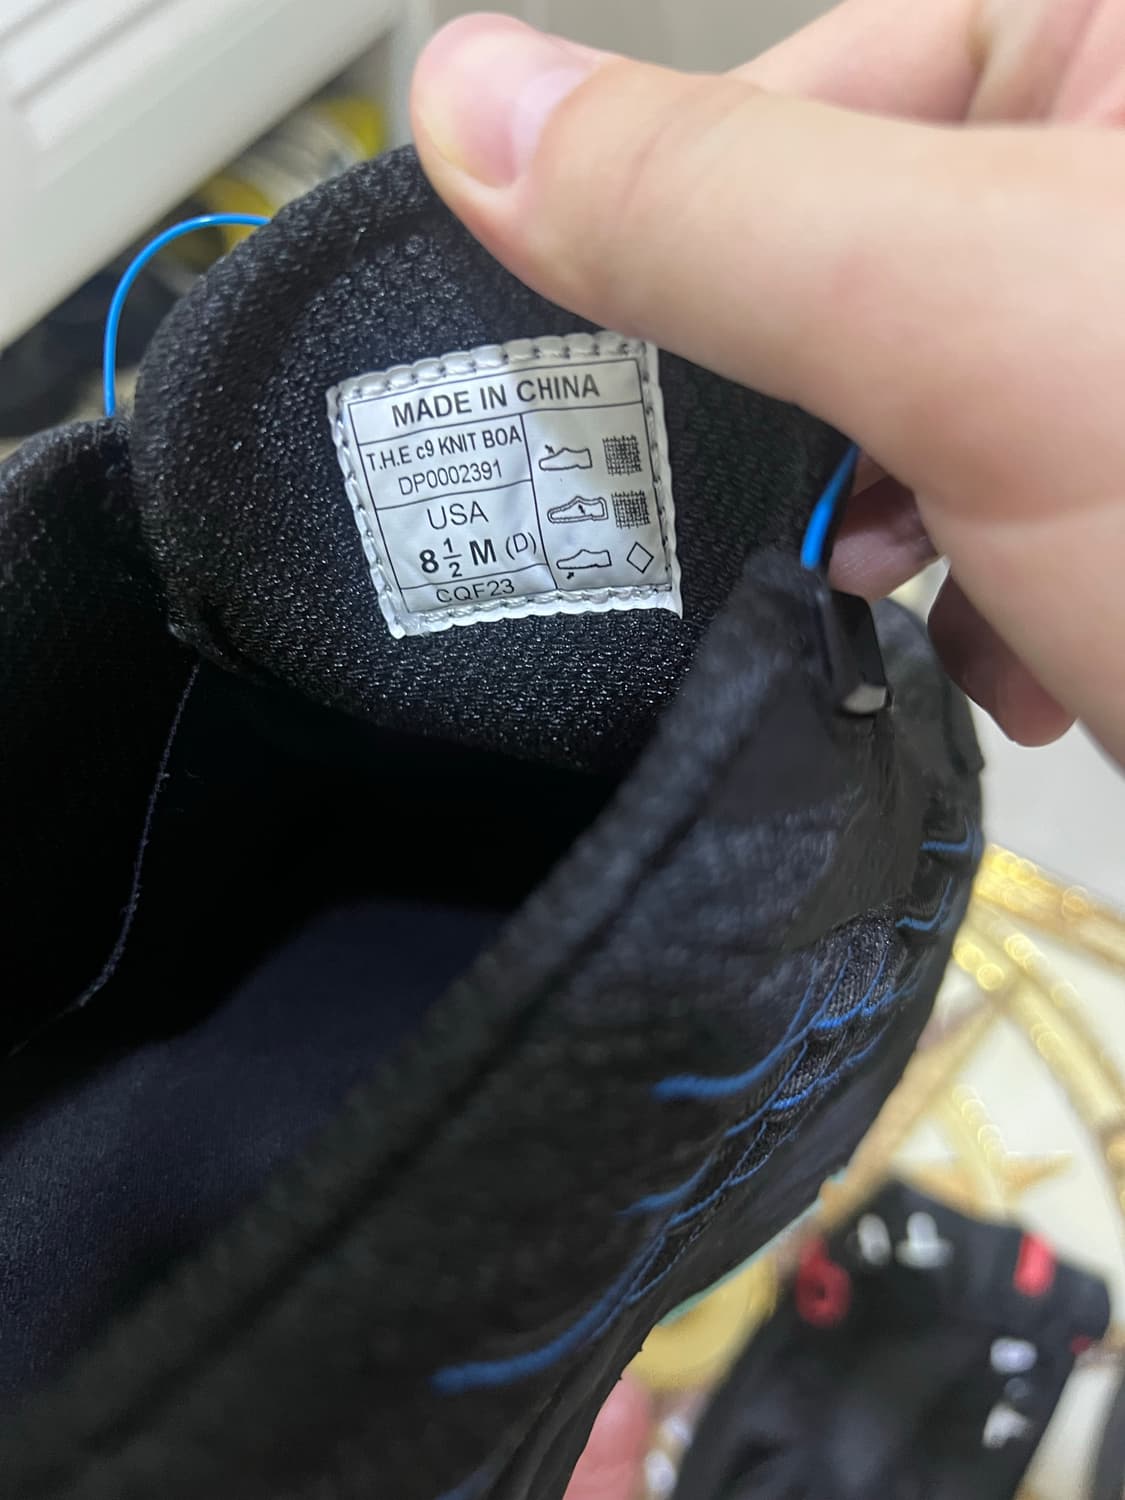 MADE IN CHINA
T.H.E c9 KNIT BOA
DP0002391
USA
8 1/2 M (D)
CQF23